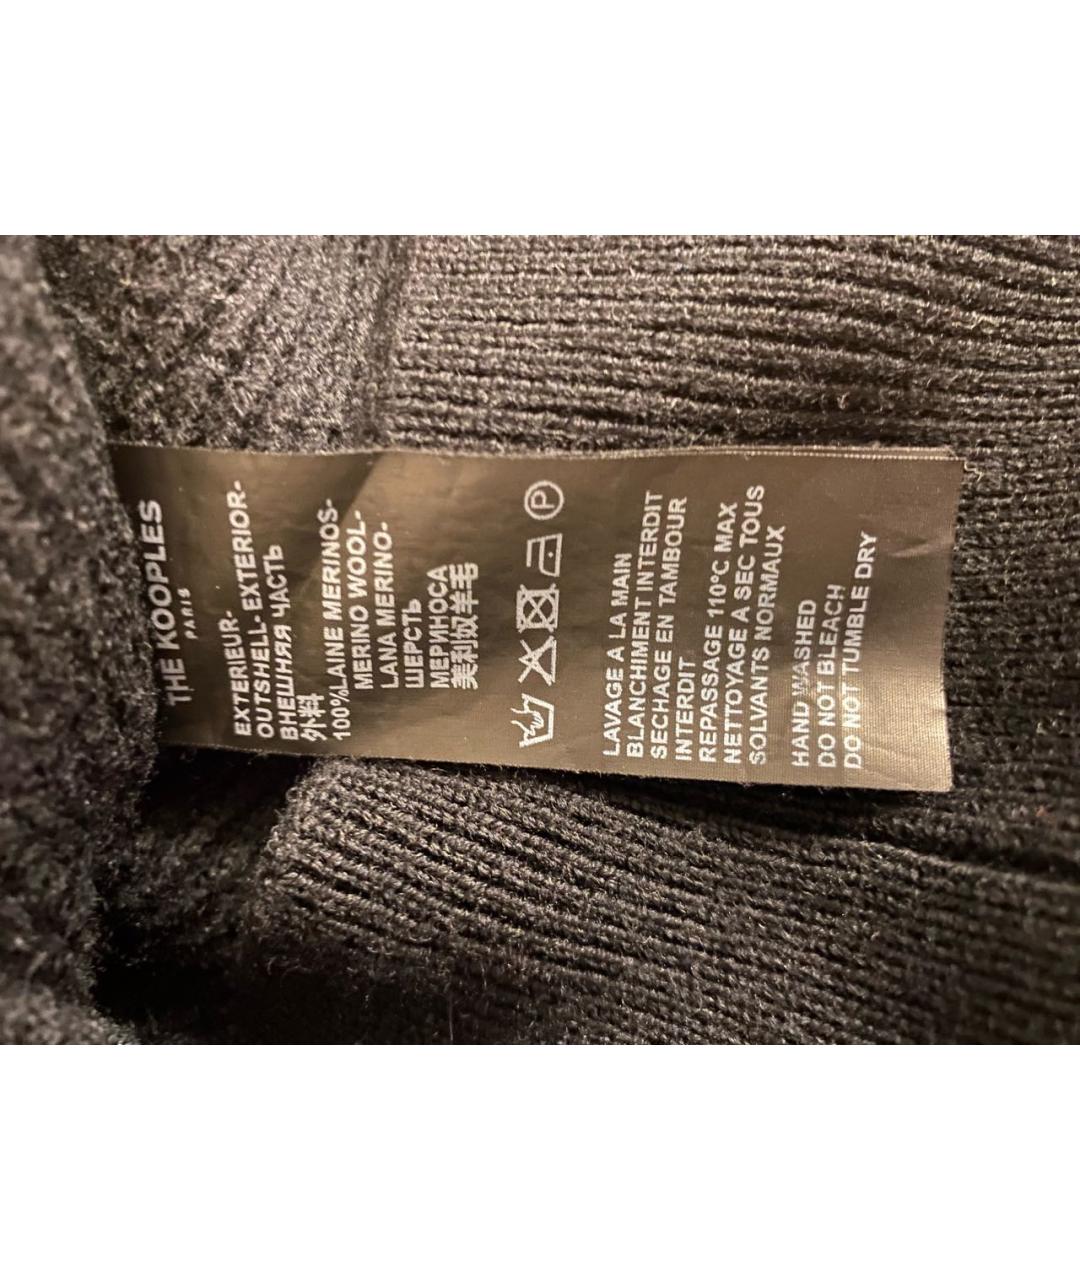 THE KOOPLES
PARIS
EXTERIEUR-
OUTSHELL- EXTERIOR-
ВНЕШНЯЯ ЧАСТЬ
外料
100%LAINE MERINOS-
MERINO WOOL-
LANA MERINO-
ШЕРСТЬ
МЕРИНОСА
美利奴羊毛
P
LAVAGE A LA MAIN
BLANCHIMENT INTERDIT
SECHAGE EN TAMBOUR
INTERDIT
REPASSAGE 110°C MAX
NETTOYAGE A SEC TOUS
SOLVANTS NORMAUX
HAND WASHED
DO NOT BLEACH
DO NOT TUMBLE DRY